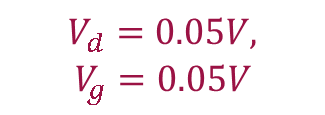 V_d = 0.05V,
V_g = 0.05V